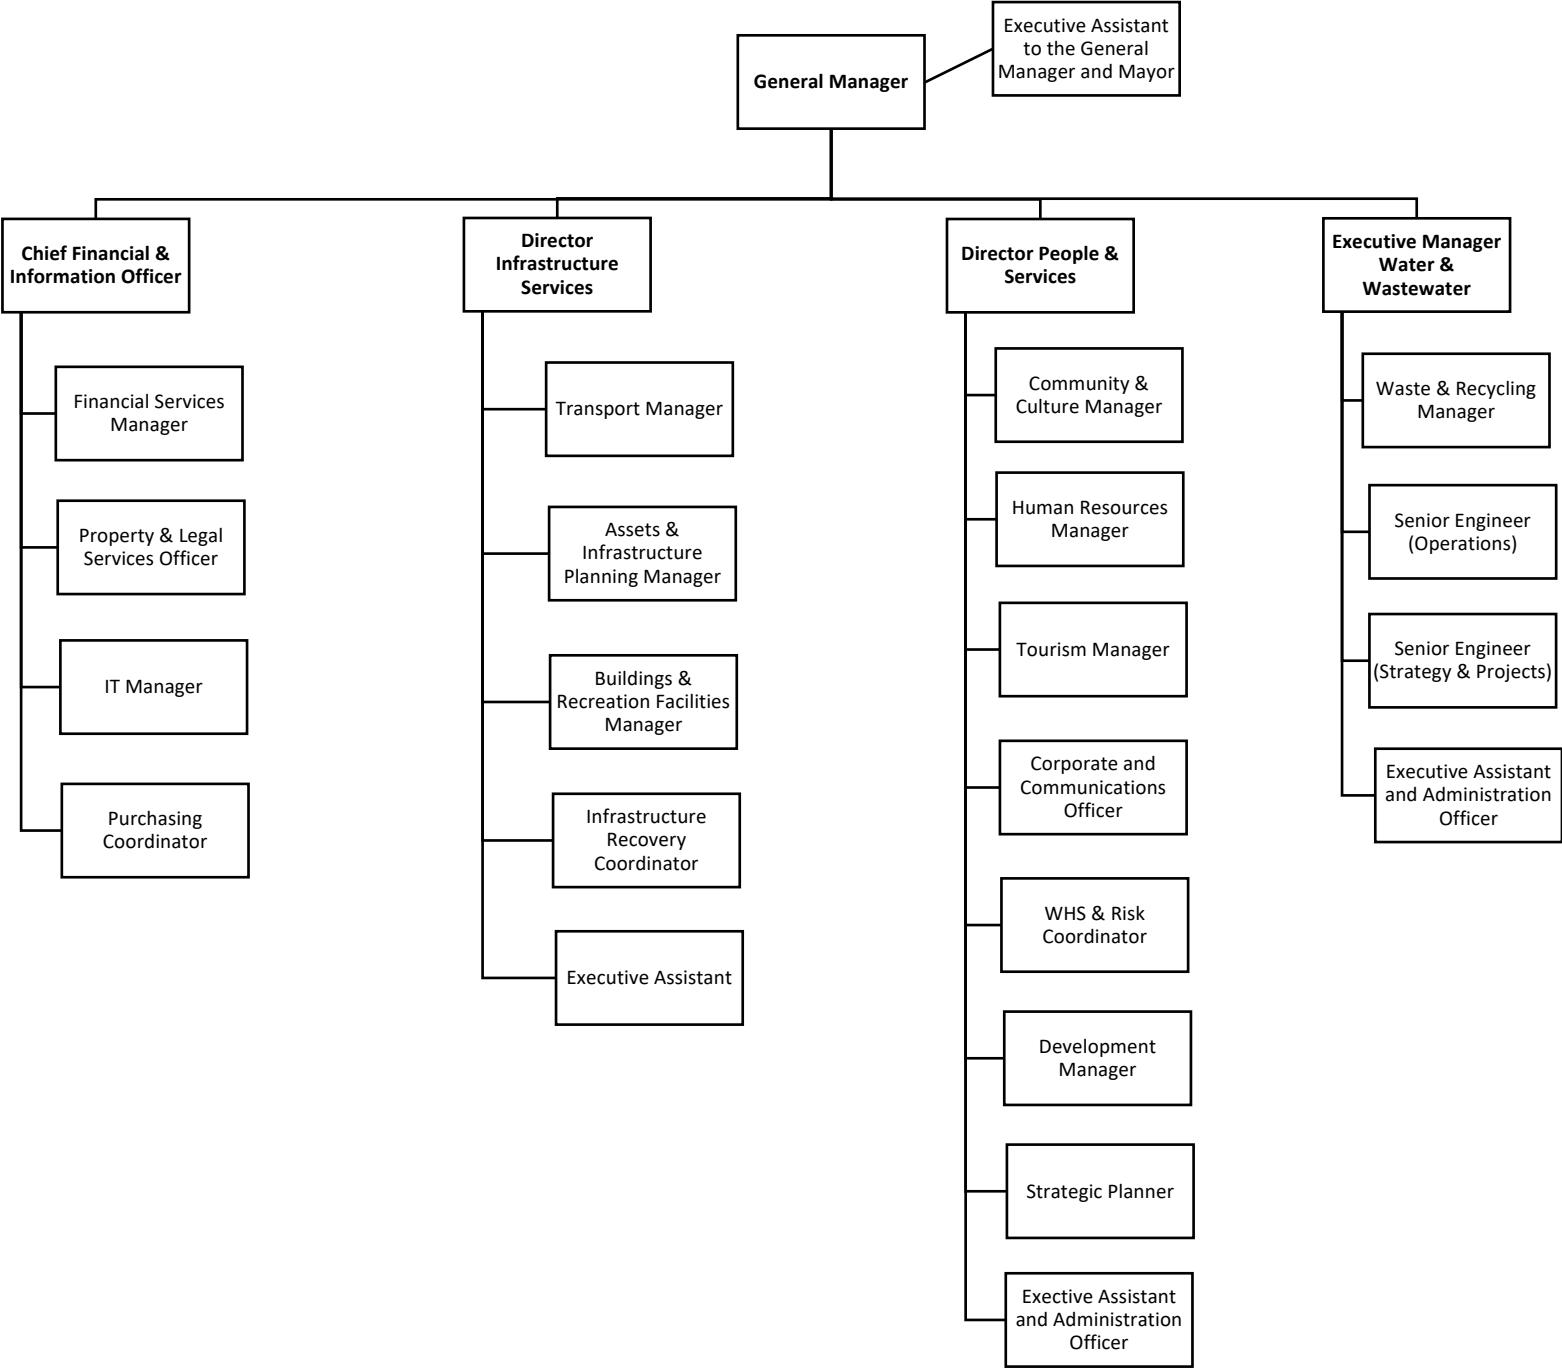 Executive Assistant
to the General
Manager and Mayor
General Manager
Chief Financial &
Information Officer
Financial Services
Manager
Property & Legal
Services Officer
IT Manager
Purchasing
Coordinator
Director
Infrastructure
Services
Transport Manager
Assets &
Infrastructure
Planning Manager
Buildings &
Recreation Facilities
Manager
Infrastructure
Recovery
Coordinator
Executive Assistant
Director People &
Services
Community &
Culture Manager
Human Resources
Manager
Tourism Manager
Corporate and
Communications
Officer
WHS & Risk
Coordinator
Development
Manager
Strategic Planner
Exective Assistant
and Administration
Officer
Executive Manager
Water &
Wastewater
Waste & Recycling
Manager
Senior Engineer
(Operations)
Senior Engineer
(Strategy & Projects)
Executive Assistant
and Administration
Officer